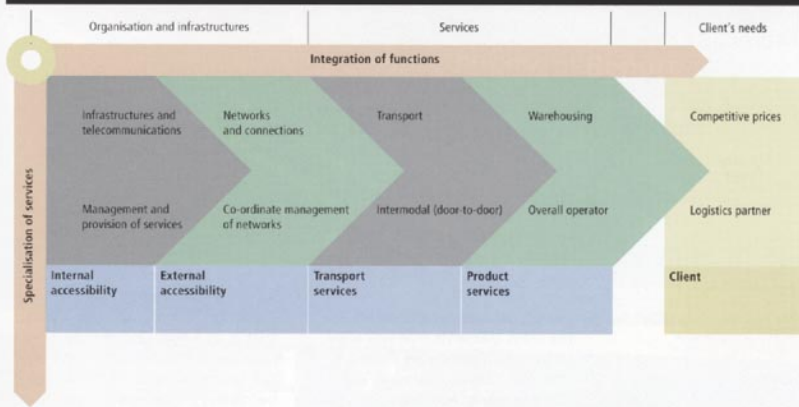 Organisation and infrastructures
Services
Client's needs
Integration of functions
Specialisation of services
Infrastructures and
telecommunications
Networks
and connections
Transport
Warehousing
Competitive prices
Management and
provision of services
Co-ordinate management
of networks
Intermodal (door-to-door)
Overall operator
Logistics partner
Internal
accessibility
External
accessibility
Transport
services
Product
services
Client